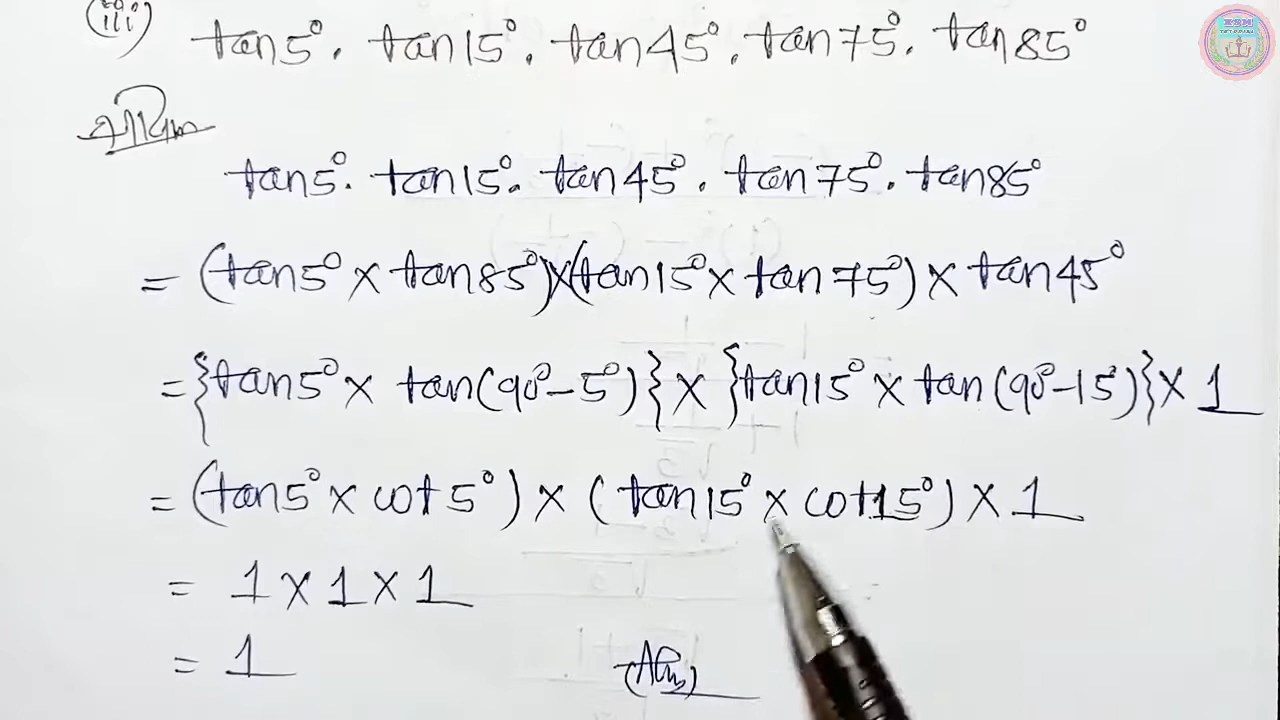 (iii) tan5°. tan15°. tan45°. tan75°. tan85°
tan5°. tan15°. tan45°. tan75°. tan85°
= (tan5° × tan85°)×(tan15° × tan75°) × tan45°
= {tan5° × tan(90°-5°)} × {tan15° × tan(90°-15°)} × 1
= (tan5° × cot5°) × (tan15° × cot15°) × 1
= 1 × 1 × 1
= 1 (Ans)
RSM